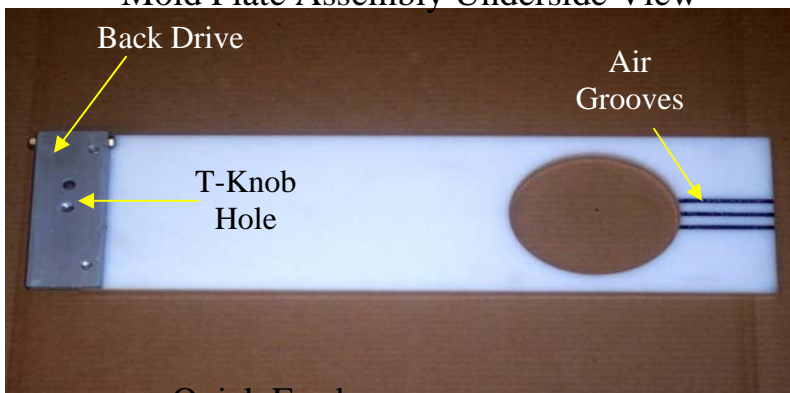 Mold Plate Assembly Underside View
Back Drive
Air
Grooves
T-Knob
Hole